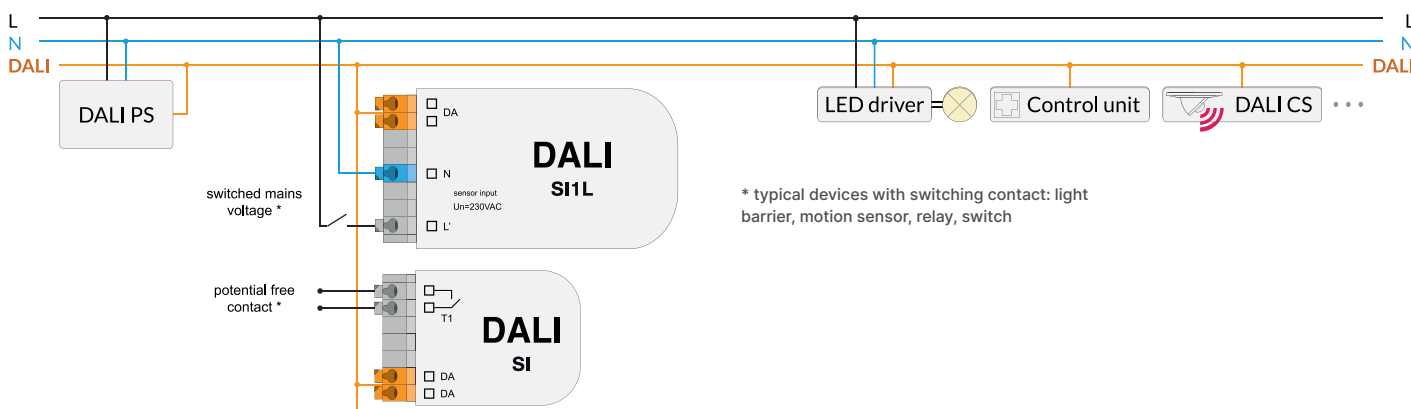 L
L
N
N
DALI
DALI
DALI PS
LED driver
Control unit
DALI CS
DA
DALI
SI1L
N
sensor input
Un=230VAC
switched mains
voltage *
L'
* typical devices with switching contact: light
barrier, motion sensor, relay, switch
potential free
contact *
T1
DALI
SI
DA
DA